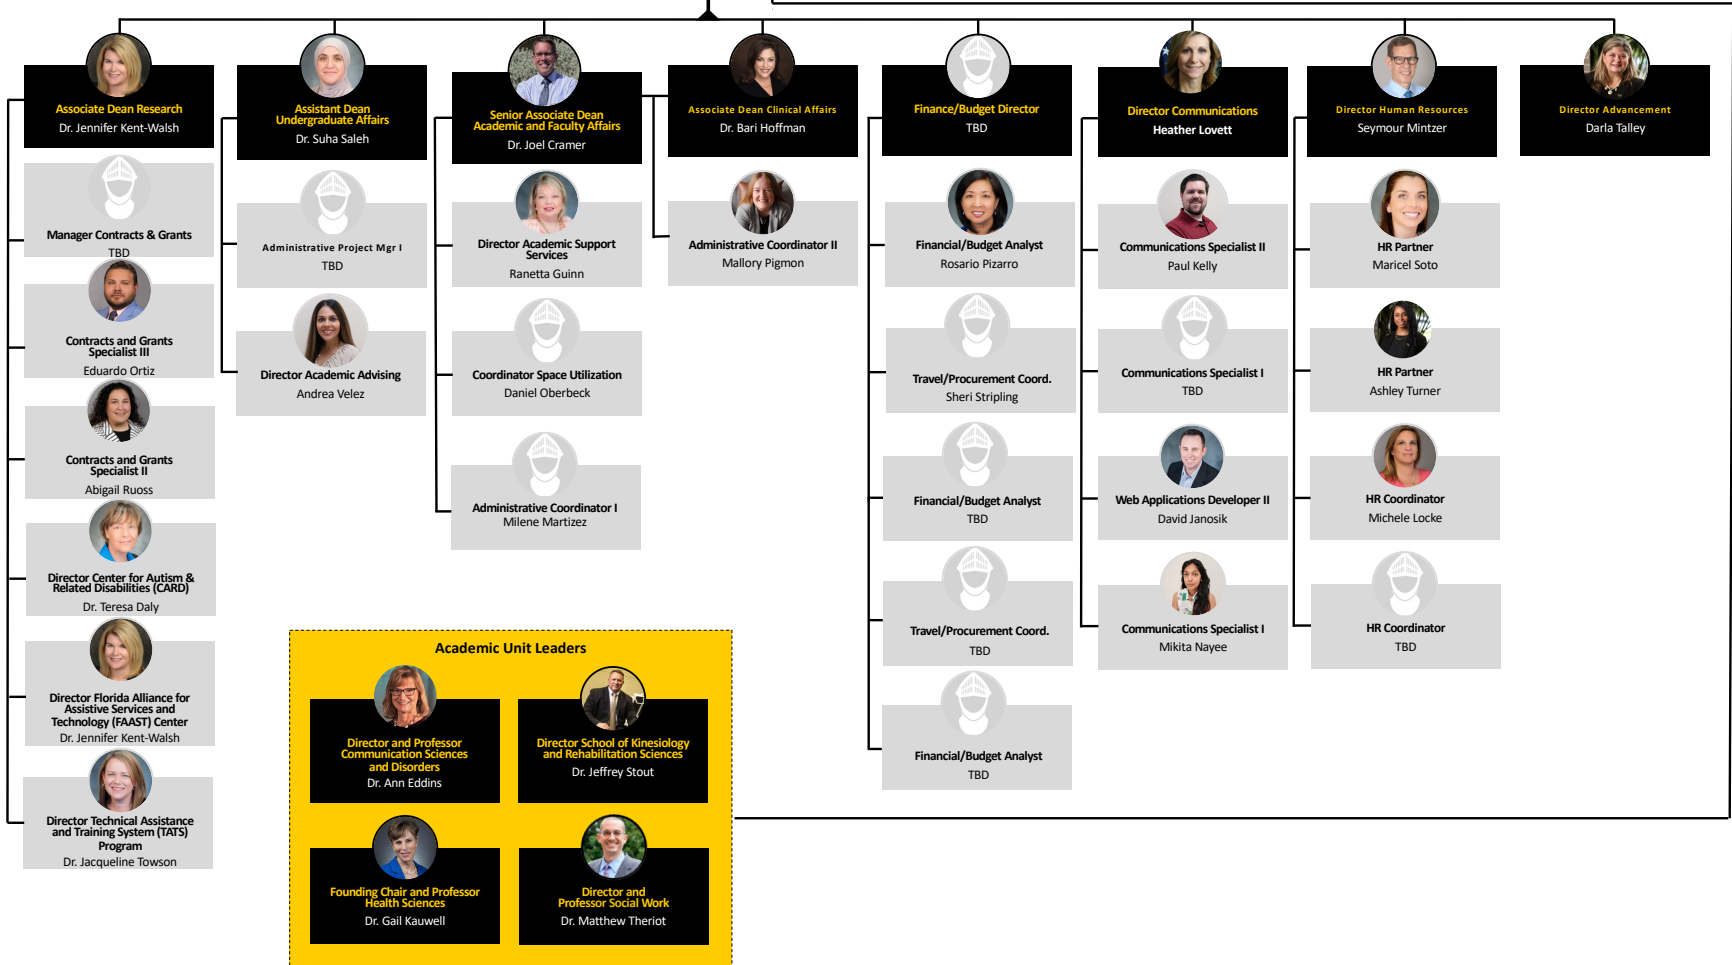 Associate Dean Research
Dr. Jennifer Kent-Walsh
Manager Contracts & Grants
TBD
Contracts and Grants
Specialist III
Eduardo Ortiz
Contracts and Grants
Specialist II
Abigail Ruoss
Director Center for Autism &
Related Disabilities (CARD)
Dr. Teresa Daly
Director Florida Alliance for
Assistive Services and
Technology (FAAST) Center
Dr. Jennifer Kent-Walsh
Director Technical Assistance
and Training System (TATS)
Program
Dr. Jacqueline Towson
Assistant Dean
Undergraduate Affairs
Dr. Suha Saleh
Administrative Project Mgr I
TBD
Director Academic Advising
Andrea Velez
Senior Associate Dean
Academic and Faculty Affairs
Dr. Joel Cramer
Director Academic Support
Services
Ranetta Guinn
Coordinator Space Utilization
Daniel Oberbeck
Administrative Coordinator I
Milene Martizez
Associate Dean Clinical Affairs
Dr. Bari Hoffman
Administrative Coordinator II
Mallory Pigmon
Finance/Budget Director
TBD
Financial/Budget Analyst
Rosario Pizarro
Travel/Procurement Coord.
Sheri Stripling
Financial/Budget Analyst
TBD
Travel/Procurement Coord.
TBD
Financial/Budget Analyst
TBD
Director Communications
Heather Lovett
Communications Specialist II
Paul Kelly
Communications Specialist I
TBD
Web Applications Developer II
David Janosik
Communications Specialist I
Mikita Nayee
Director Human Resources
Seymour Mintzer
HR Partner
Maricel Soto
HR Partner
Ashley Turner
HR Coordinator
Michele Locke
HR Coordinator
TBD
Director Advancement
Darla Talley
Academic Unit Leaders
Director and Professor
Communication Sciences
and Disorders
Dr. Ann Eddins
Director School of Kinesiology
and Rehabilitation Sciences
Dr. Jeffrey Stout
Founding Chair and Professor
Health Sciences
Dr. Gail Kauwell
Director and
Professor Social Work
Dr. Matthew Theriot